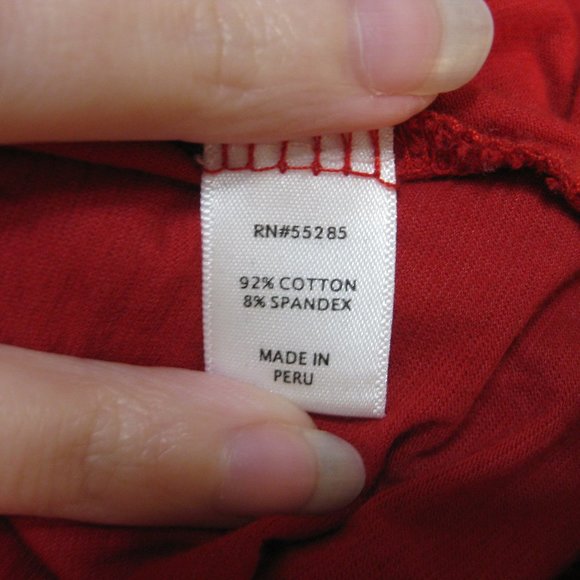 RN#55285
92% COTTON
8% SPANDEX
MADE IN
PERU